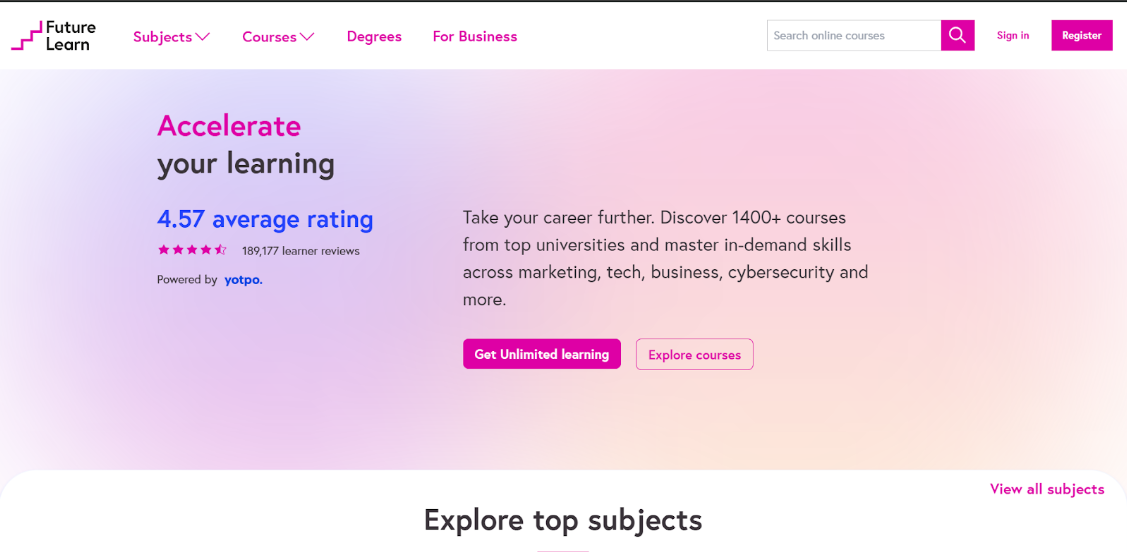 Future
Learn
Subjects
Courses
Degrees
For Business
Search online courses
Sign in
Register
Accelerate
your learning
4.57 average rating
189,177 learner reviews
Powered by yotpo.
Take your career further. Discover 1400+ courses
from top universities and master in-demand skills
across marketing, tech, business, cybersecurity and
more.
Get Unlimited learning
Explore courses
View all subjects
Explore top subjects